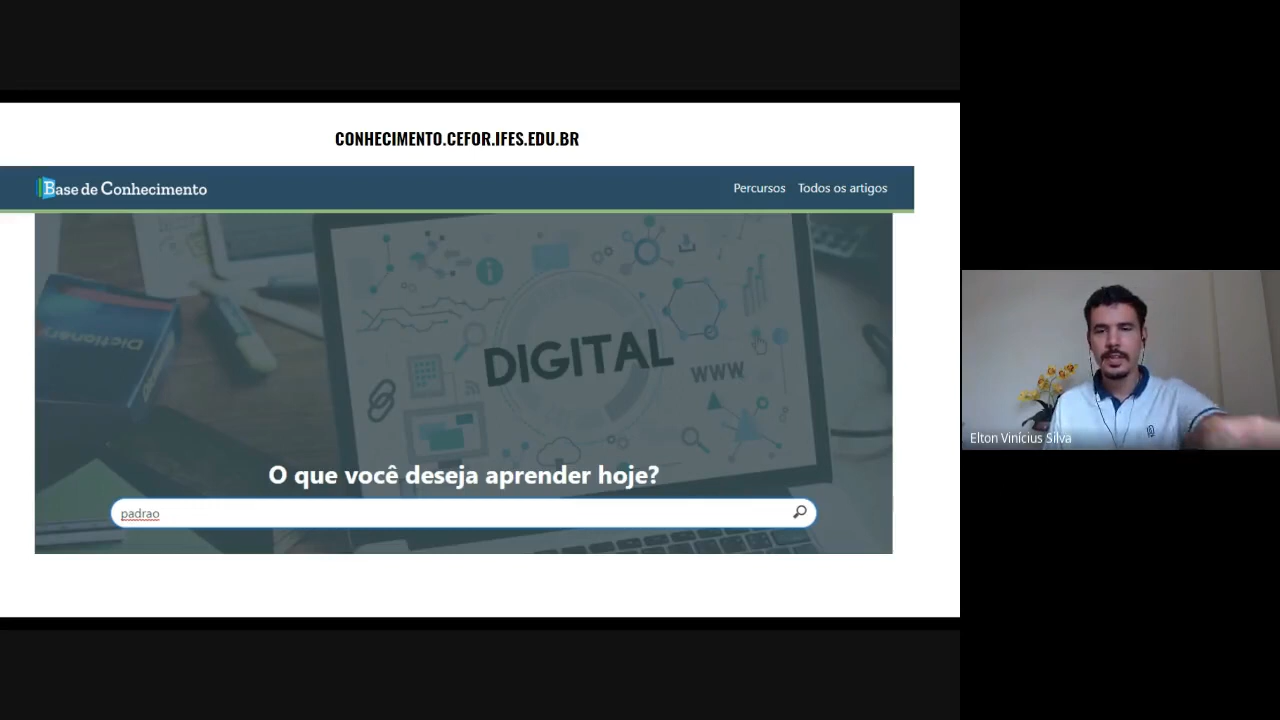 CONHECIMENTO.CEFOR.IFES.EDU.BR
Base de Conhecimento
Percursos Todos os artigos
Dictionary
DIGITAL
WWW
O que você deseja aprender hoje?
padrao
Elton Vinícius Silva